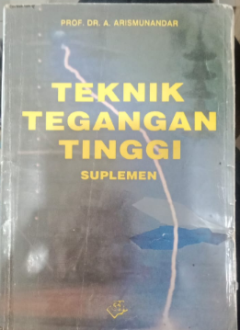 PROF. DR. A. ARISMUNANDAR
TEKNIK
TEGANGAN
TINGGI
SUPLEMEN